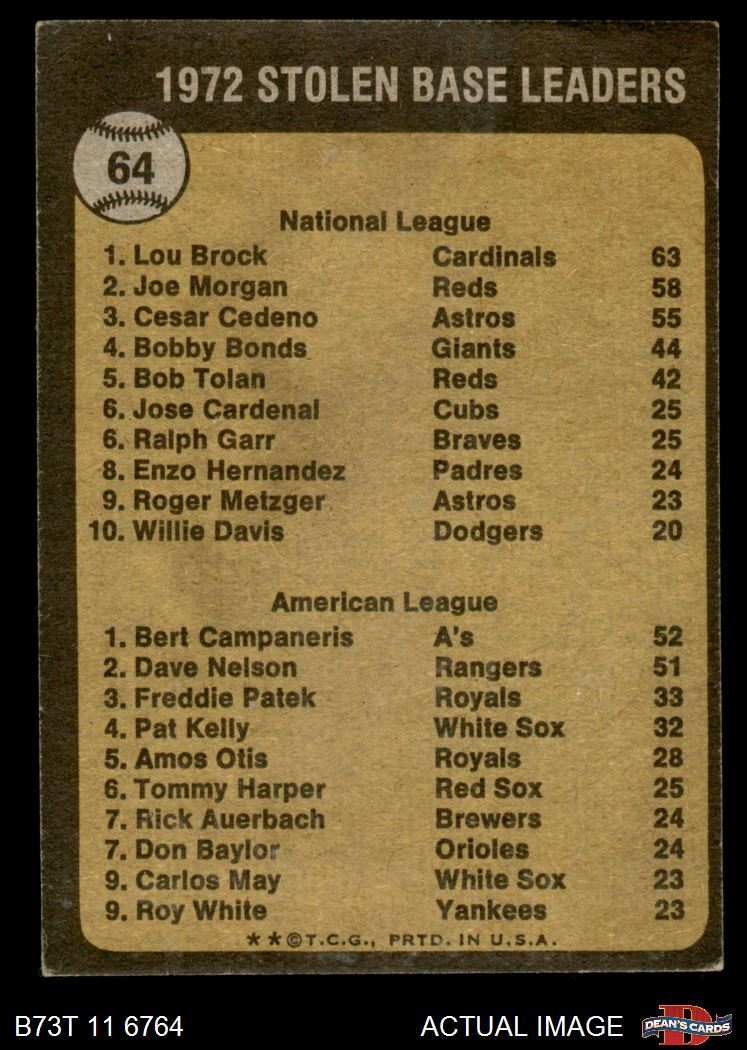 1972 STOLEN BASE LEADERS
64
National League
1. Lou Brock Cardinals 63
2. Joe Morgan Reds 58
3. Cesar Cedeno Astros 55
4. Bobby Bonds Giants 44
5. Bob Tolan Reds 42
6. Jose Cardenal Cubs 25
6. Ralph Garr Braves 25
8. Enzo Hernandez Padres 24
9. Roger Metzger Astros 23
10. Willie Davis Dodgers 20
American League
1. Bert Campaneris A's 52
2. Dave Nelson Rangers 51
3. Freddie Patek Royals 33
4. Pat Kelly White Sox 32
5. Amos Otis Royals 28
6. Tommy Harper Red Sox 25
7. Rick Auerbach Brewers 24
7. Don Baylor Orioles 24
9. Carlos May White Sox 23
9. Roy White Yankees 23
**©T.C.G., PRTD. IN U.S.A.
B73T 11 6764 ACTUAL IMAGE D DEAN'S CARDS